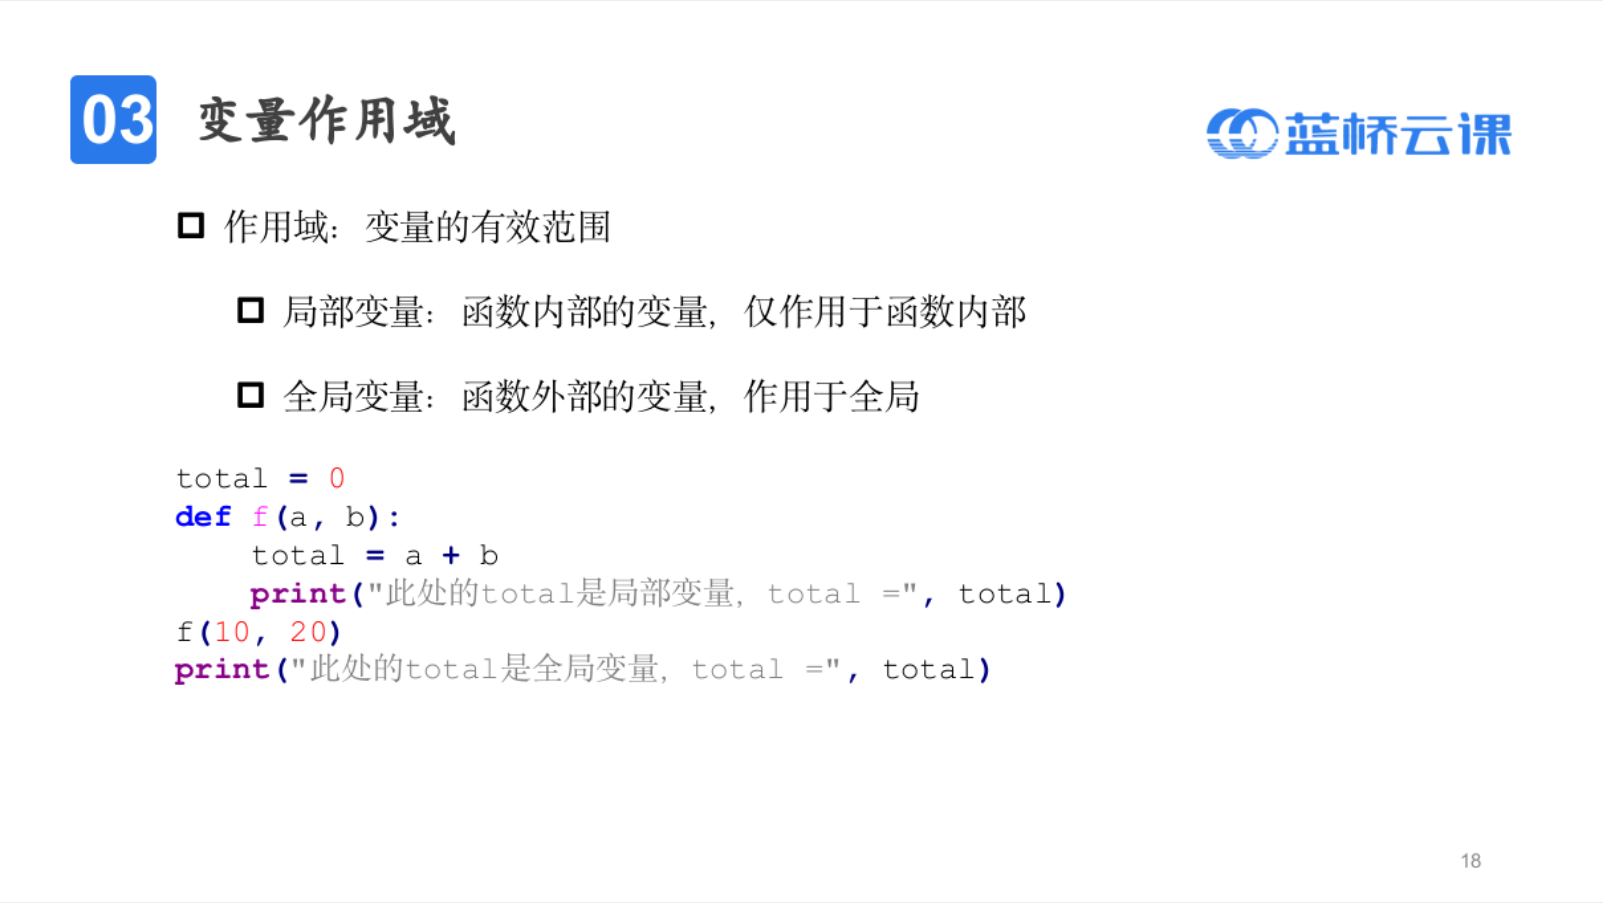 03 变量作用域
蓝桥云课
作用域：变量的有效范围
局部变量：函数内部的变量，仅作用于函数内部
全局变量：函数外部的变量，作用于全局
total = 0
def f(a, b):
    total = a + b
    print("此处的total是局部变量，total =", total)
f(10, 20)
print("此处的total是全局变量，total =", total)
18